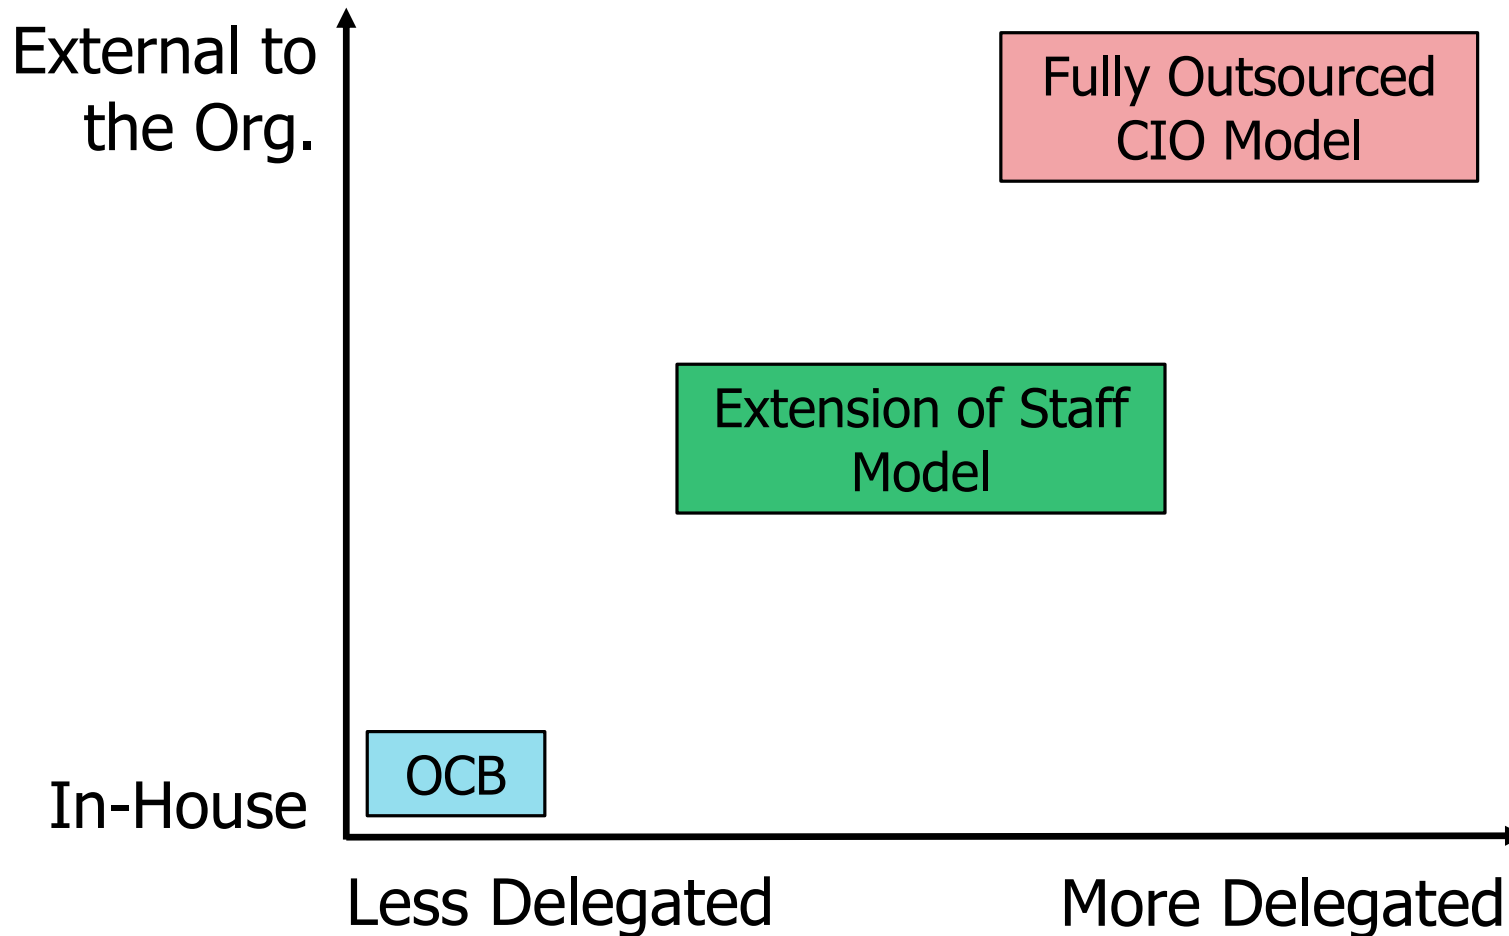 External to
the Org.
Fully Outsourced
CIO Model
Extension of Staff
Model
OCB
In-House
Less Delegated
More Delegated